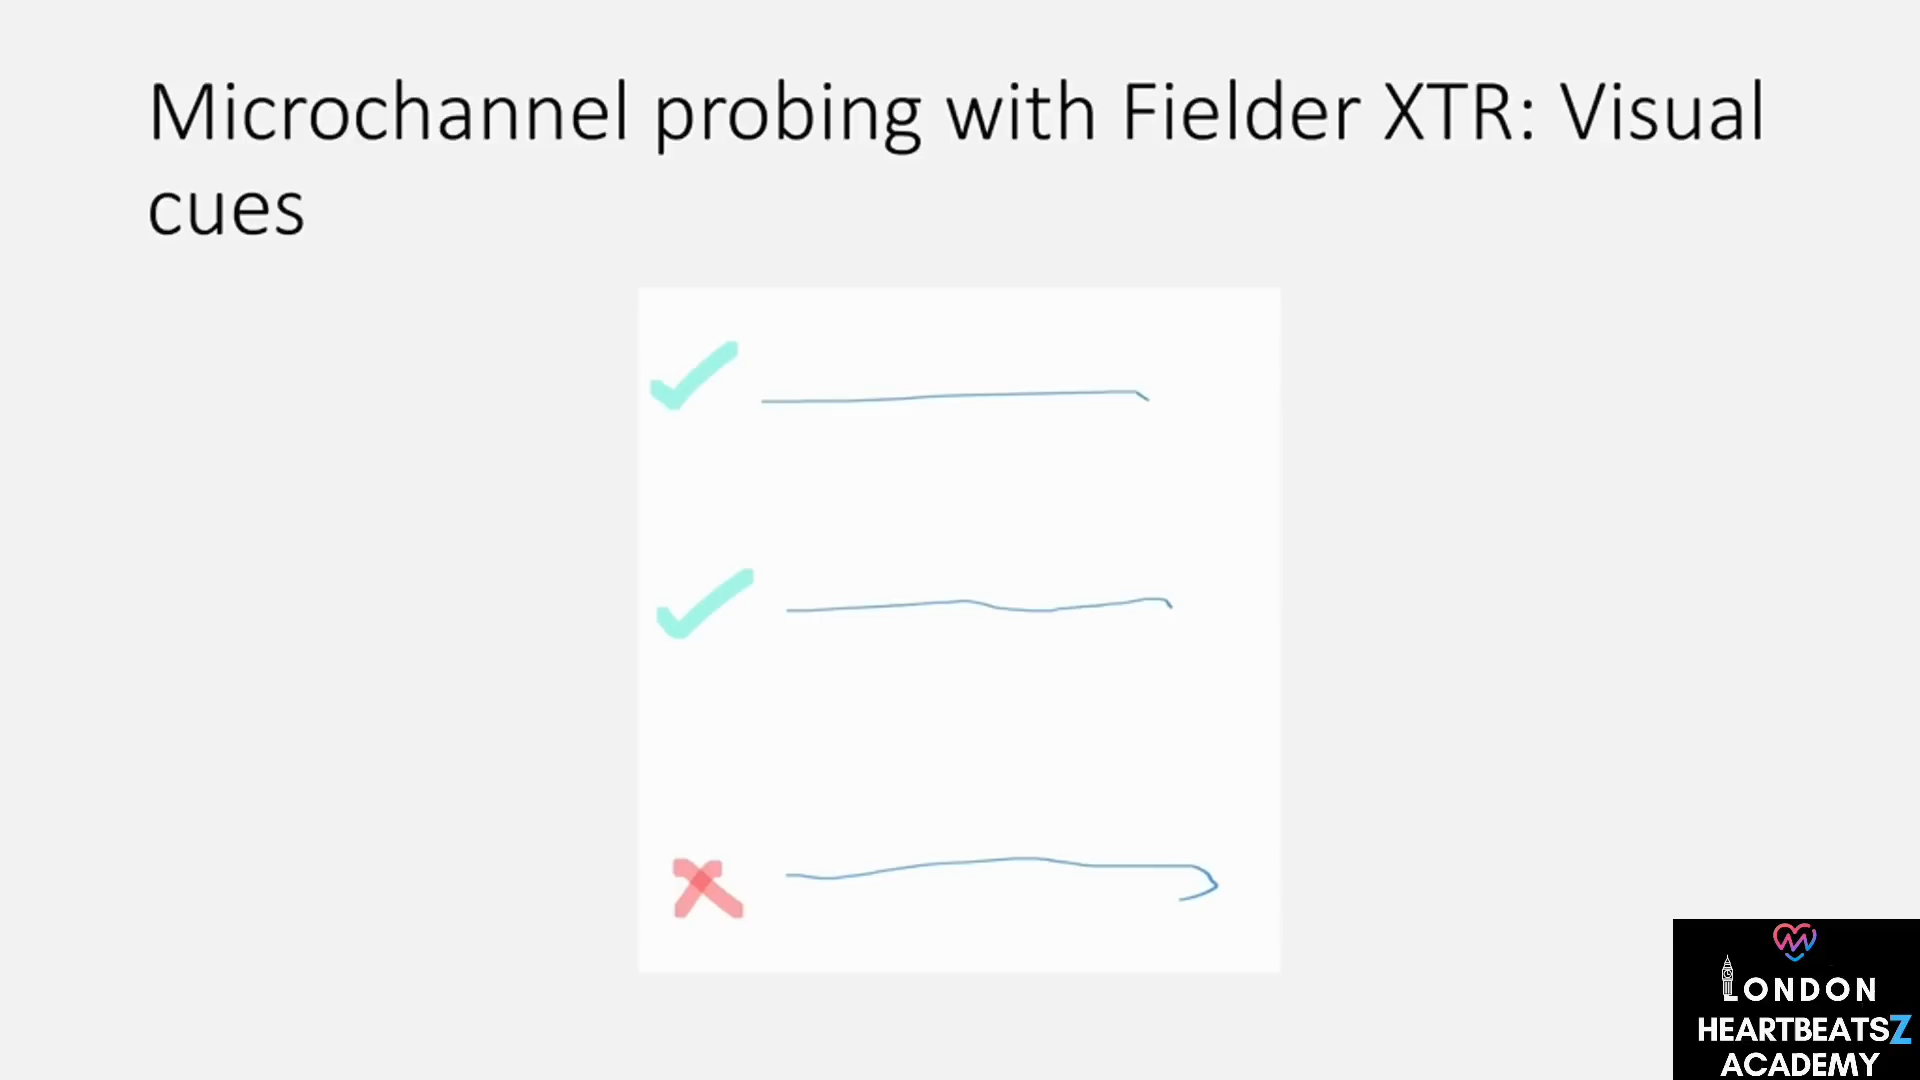 Microchannel probing with Fielder XTR: Visual
cues
LONDON
HEARTBEATSZ
ACADEMY